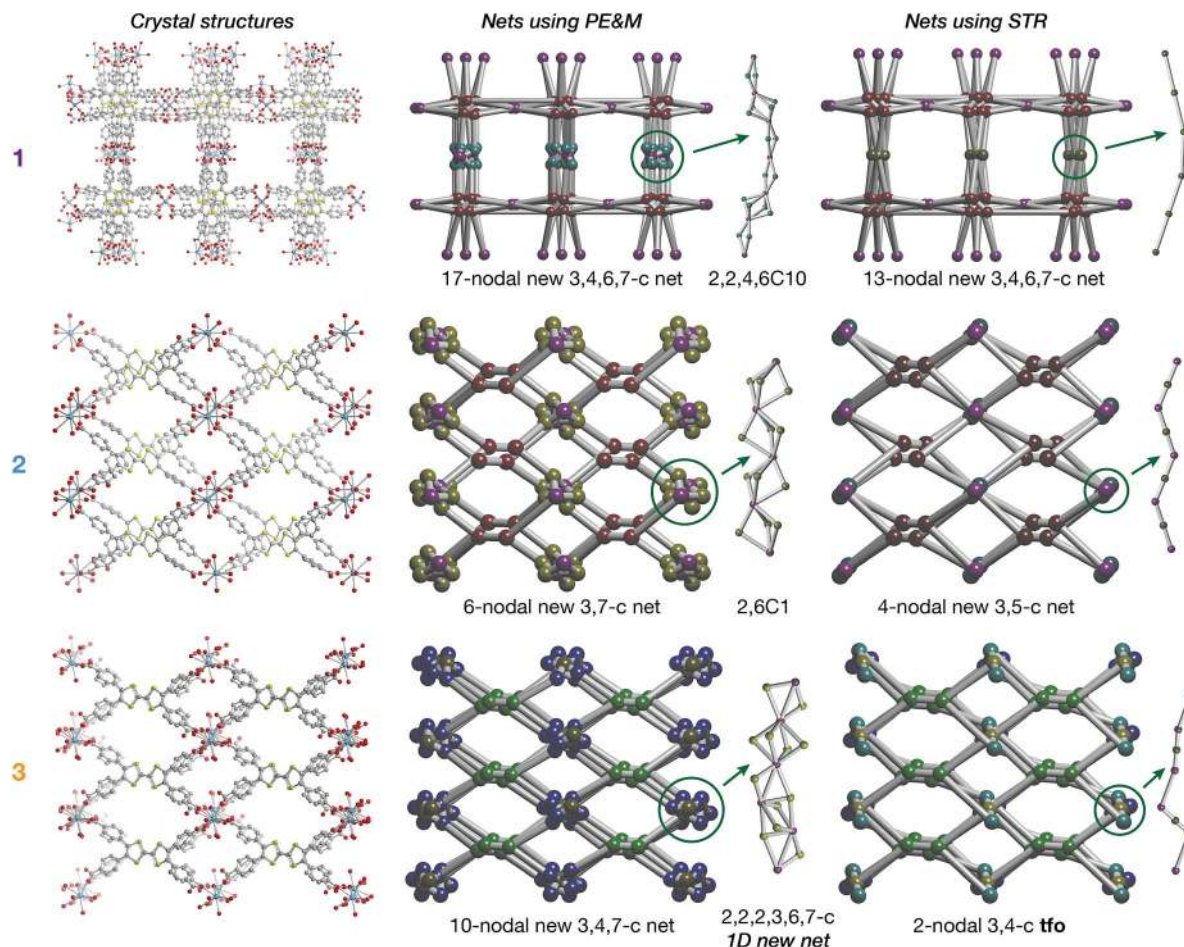 Crystal structures
Nets using PE&M
Nets using STR
1
17-nodal new 3,4,6,7-c net
2,2,4,6C10
13-nodal new 3,4,6,7-c net
2
6-nodal new 3,7-c net
2,6C1
4-nodal new 3,5-c net
3
10-nodal new 3,4,7-c net
2,2,2,3,6,7-c
1D new net
2-nodal 3,4-c tfo